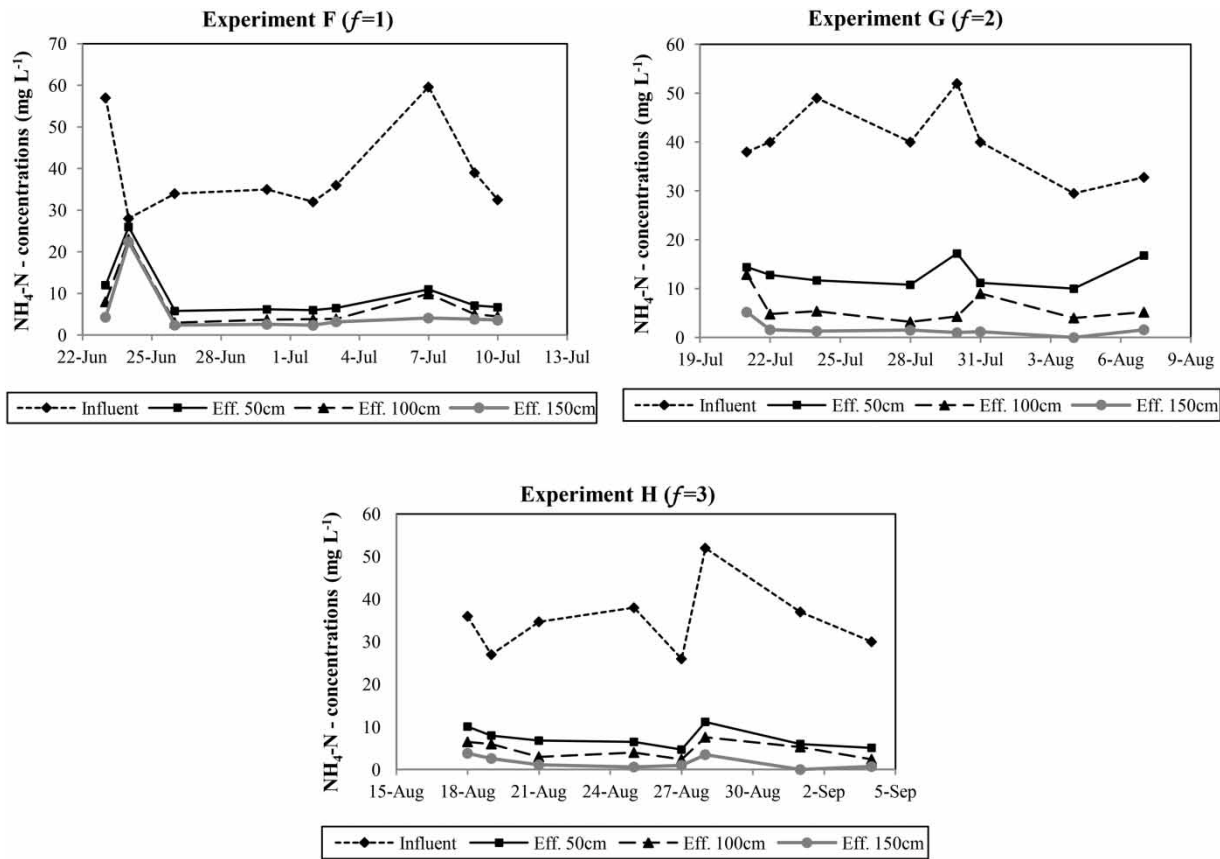 Experiment F (f=1)
NH4-N - concentrations (mg L-1)
70
60
50
40
30
20
10
0
22-Jun 25-Jun 28-Jun 1-Jul 4-Jul 7-Jul 10-Jul 13-Jul
Influent Eff. 50cm Eff. 100cm Eff. 150cm
Experiment G (f=2)
NH4-N - concentrations (mg L-1)
60
50
40
30
20
10
0
19-Jul 22-Jul 25-Jul 28-Jul 31-Jul 3-Aug 6-Aug 9-Aug
Influent Eff. 50cm Eff. 100cm Eff. 150cm
Experiment H (f=3)
NH4-N - concentrations (mg L-1)
60
50
40
30
20
10
0
15-Aug 18-Aug 21-Aug 24-Aug 27-Aug 30-Aug 2-Sep 5-Sep
Influent Eff. 50cm Eff. 100cm Eff. 150cm